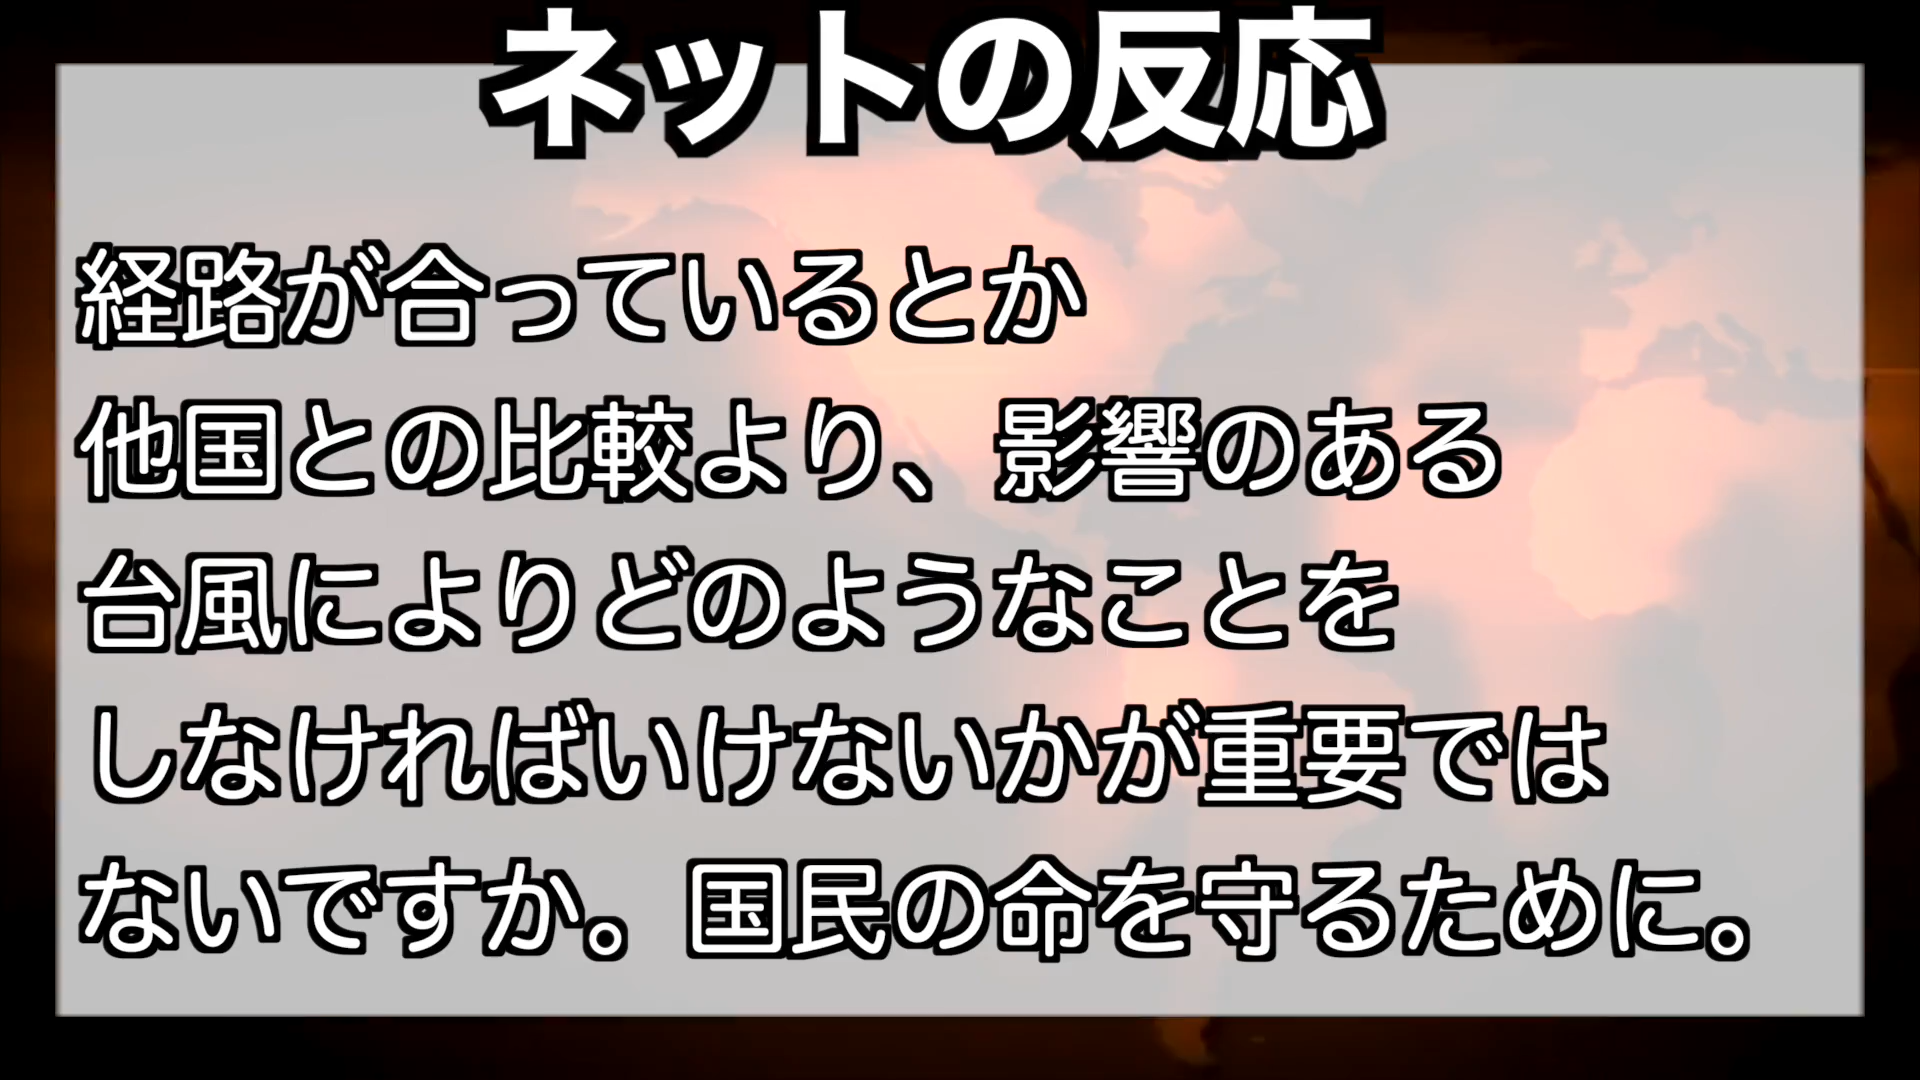 ネットの反応
経路が合っているとか
他国との比較より、影響のある
台風によりどのようなことを
しなければいけないかが重要では
ないですか。国民の命を守るために。